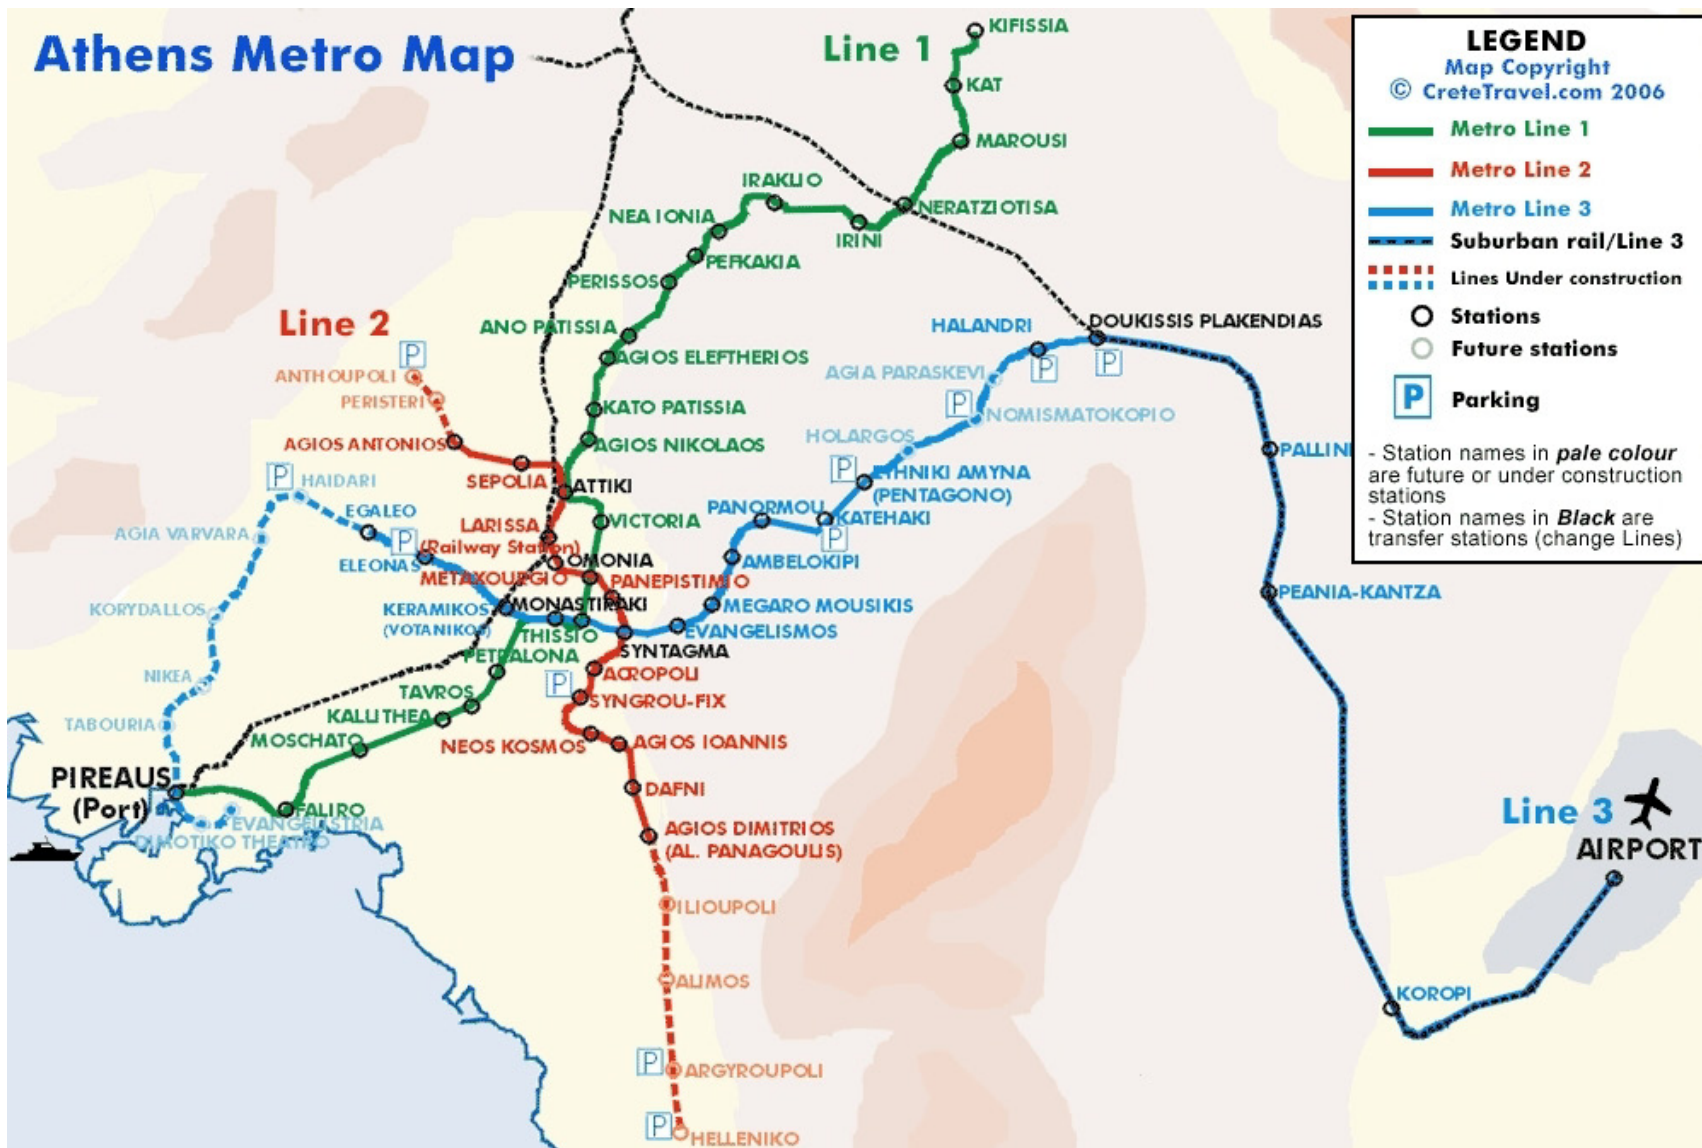 Athens Metro Map
Line 1
KIFISSIA
KAT
MAROUSI
IRAKLIO
NEA IONIA
NERATZIOTISA
IRINI
PEFKAKIA
PERISSOS
Line 2
ANO PATISSIA
HALANDRI
DOUKISSIS PLAKENDIAS
P
AGIOS ELEFTHERIOS
P
P
ANTHOUPOLI
AGIA PARASKEVI
PERISTERI
KATO PATISSIA
P
NOMISMATOKOPIO
AGIOS ANTONIOS
AGIOS NIKOLAOS
HOLARGOS
PALLINI
P
HAIDARI
SEPOLIA
ATTIKI
P
ETHNIKI AMYNA
(PENTAGONO)
EGALEO
PANORMOU
KATEHAKI
LARISSA
(Railway Station)
VICTORIA
AGIA VARVARA
P
P
ELEONAS
OMONIA
AMBELOKIPI
METAXOURGIO
PANEPISTIMIO
PEANIA-KANTZA
KORYDALLOS
KERAMIKOS
(VOTANIKOS)
MONASTIRAKI
MEGARO MOUSIKIS
THISSIO
EVANGELISMOS
SYNTAGMA
PETRALONA
NIKEA
P
ACROPOLI
TAVROS
SYNGROU-FIX
TABOURIA
KALLITHEA
MOSCHATO
NEOS KOSMOS
AGIOS IOANNIS
PIREAUS
(Port)
P
DAFNI
FALIRO
EVANGELISTRIA
DIMOTIKO THEATRO
AGIOS DIMITRIOS
(AL. PANAGOULIS)
Line 3
AIRPORT
ILIOUPOLI
ALIMOS
KOROPI
P
ARGYROUPOLI
P
HELLENIKO
LEGEND
Map Copyright
© CreteTravel.com 2006
Metro Line 1
Metro Line 2
Metro Line 3
Suburban rail/Line 3
Lines Under construction
Stations
Future stations
P
Parking
- Station names in pale colour
are future or under construction
stations
- Station names in Black are
transfer stations (change Lines)